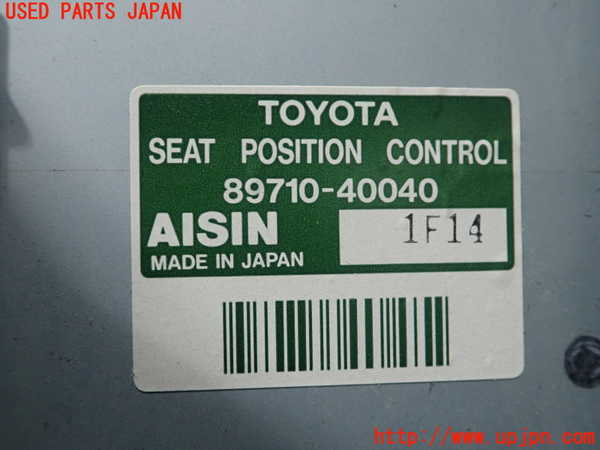 USED PARTS JAPAN
TOYOTA
SEAT POSITION CONTROL
89710-40040
AISIN
1F14
MADE IN JAPAN
http://www.upjpn.com/